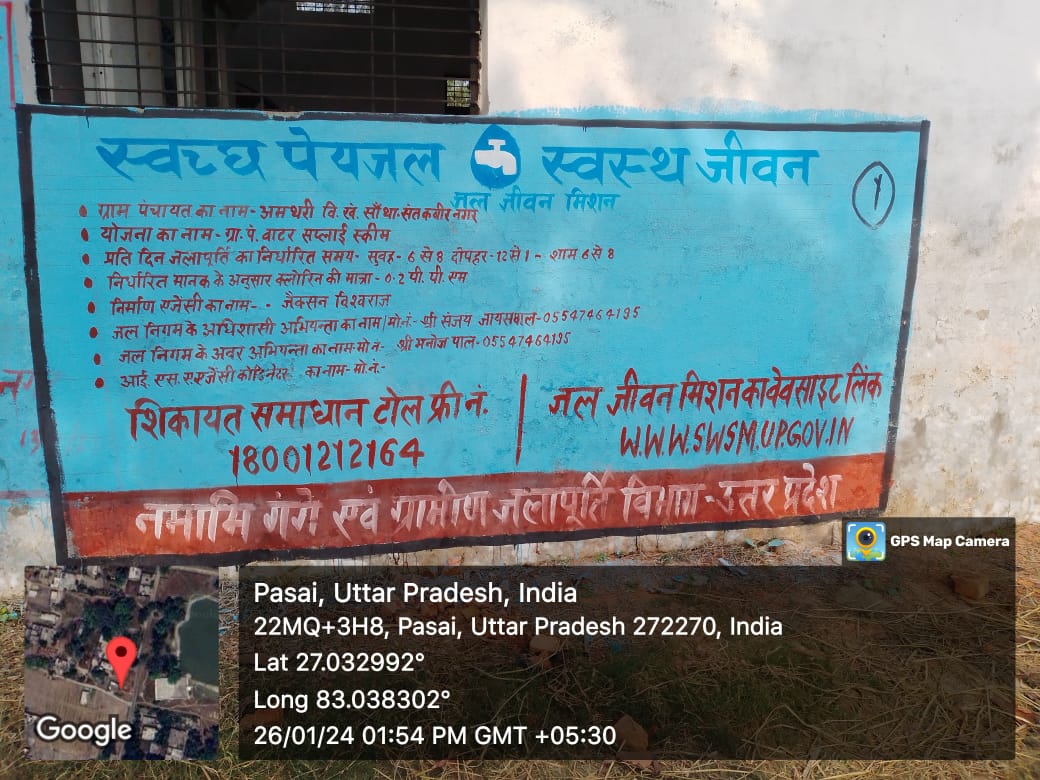 स्वच्छ पेयजल स्वस्थ जीवन
जल जीवन मिशन
१
• ग्राम पंचायत का नाम- अमथरी वि. खं. साँथा-संतकबीर नगर
• योजना का नाम- ग्रा. पं. वाटर सप्लाई स्कीम
• प्रति दिन जलापूर्ति का निर्धारित समय- सुवह- 6 से 8 दोपहर- 12 से 1 - शाम 6 से 8
• निर्धारित मानक के अनुसार क्लोरिन की मात्रा - 0.2 पी. पी. एम
• निर्माण एजेंसी का नाम- - जैक्सन विश्वराज
• जल निगम के अधिशासी अभियन्ता का नाम/मो.नं.- श्री संजय जायसवाल- 05547464195
• जल निगम के अवर अभियन्ता का नाम-मो नं- श्री मनोज पाल- 05547464195
• आई. एस. ए एजेंसी कोर्डिनेटर का नाम- मो. नं.-
शिकायत समाधान टोल फ्री नं.
18001212164
जल जीवन मिशन का वेवसाइट लिंक
W.W.W.SWSM.UP.GOV.IN
नमामि गंगे एवं ग्रामीण जलापूर्ति विभाग - उत्तर प्रदेश
GPS Map Camera
Pasai, Uttar Pradesh, India
22MQ+3H8, Pasai, Uttar Pradesh 272270, India
Lat 27.032992°
Long 83.038302°
26/01/24 01:54 PM GMT +05:30
Google